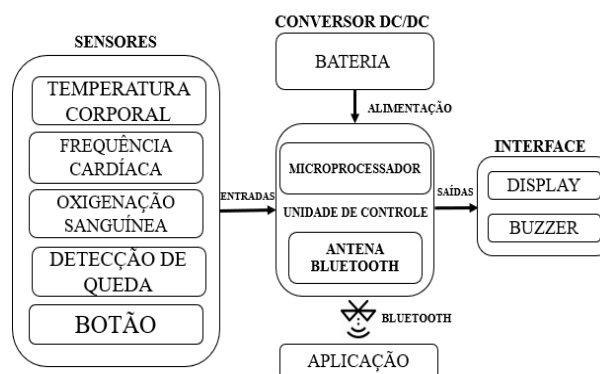 SENSORES
TEMPERATURA
CORPORAL
FREQUÊNCIA
CARDÍACA
OXIGENAÇÃO
SANGUÍNEA
DETECÇÃO DE
QUEDA
BOTÃO
ENTRADAS
CONVERSOR DC/DC
BATERIA
ALIMENTAÇÃO
MICROPROCESSADOR
UNIDADE DE CONTROLE
ANTENA
BLUETOOTH
BLUETOOTH
APLICAÇÃO
SAÍDAS
INTERFACE
DISPLAY
BUZZER